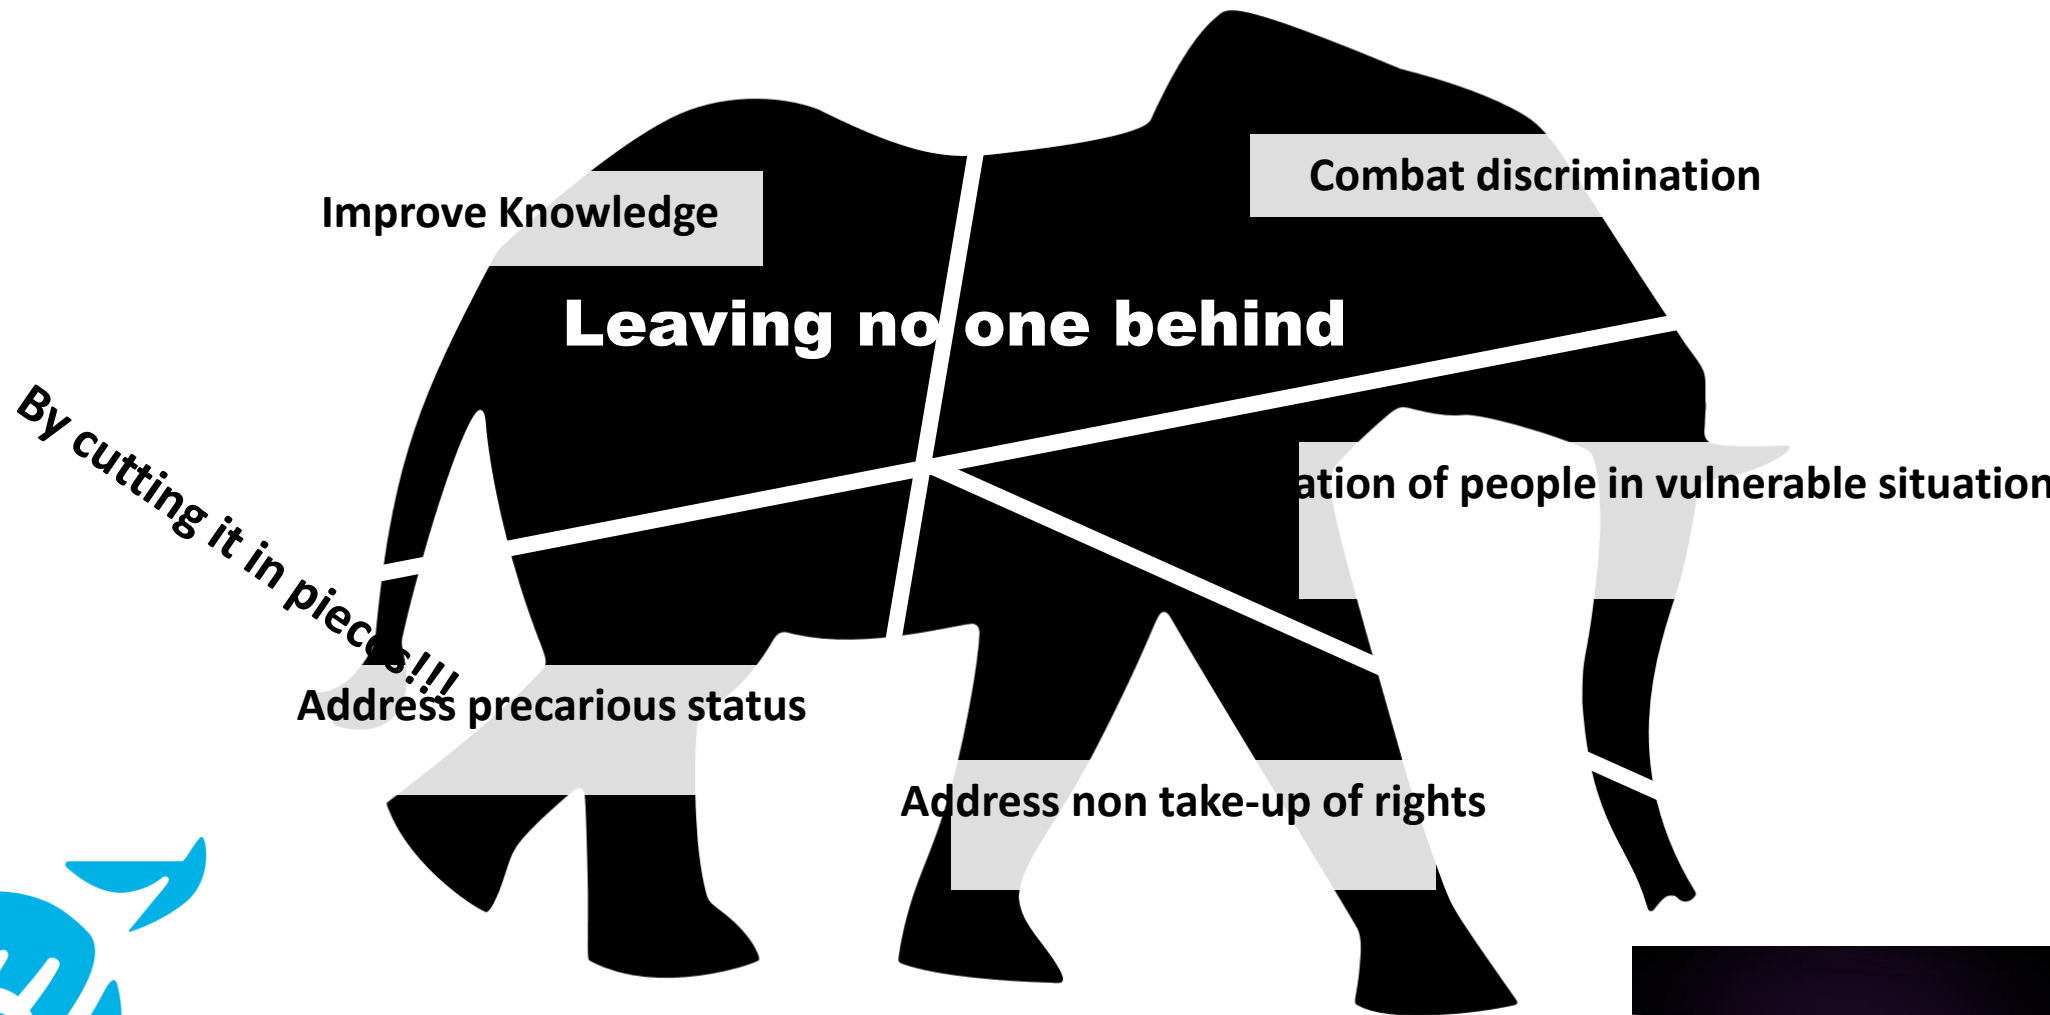 Combat discrimination
Improve Knowledge
Leaving no one behind
By cutting it in pieces!!!
ation of people in vulnerable situation
Address precarious status
Address non take-up of rights